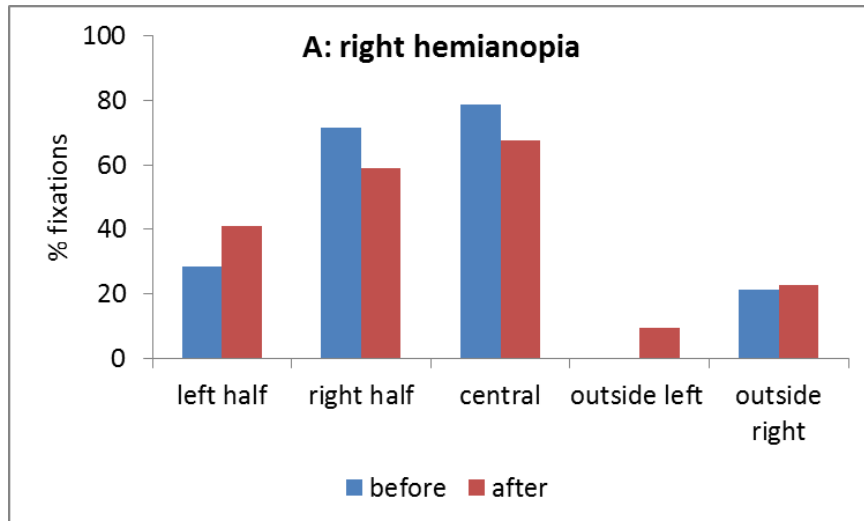 A: right hemianopia
% fixations
100
80
60
40
20
0
left half
right half
central
outside left
outside
right
before
after